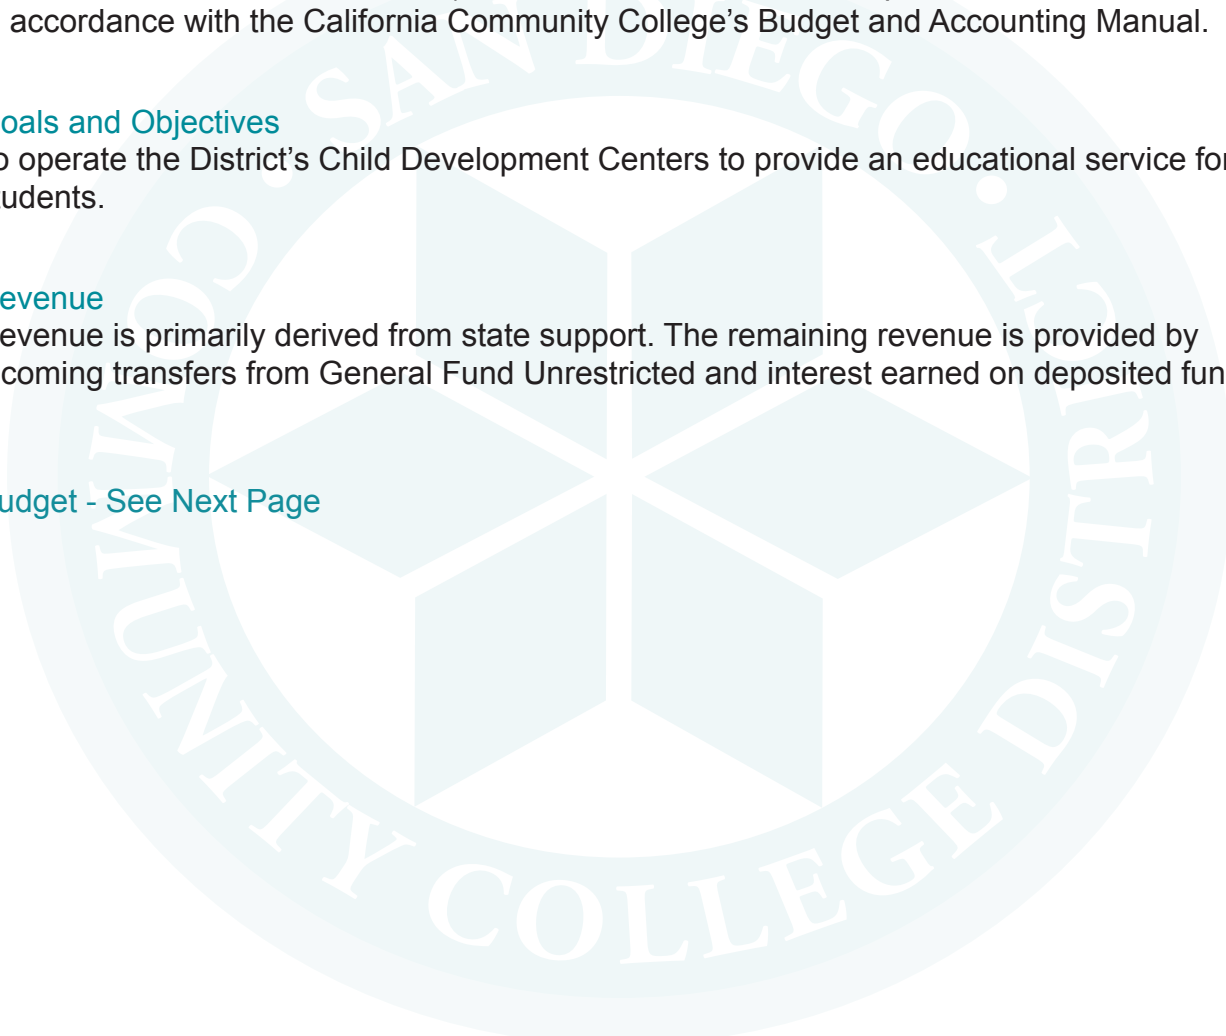 accordance with the California Community College’s Budget and Accounting Manual.
oals and Objectives
o operate the District’s Child Development Centers to provide an educational service for
tudents.
evenue
evenue is primarily derived from state support. The remaining revenue is provided by
coming transfers from General Fund Unrestricted and interest earned on deposited fun
udget - See Next Page
SAN DIEGO • COMMUNITY COLLEGE DISTRICT •